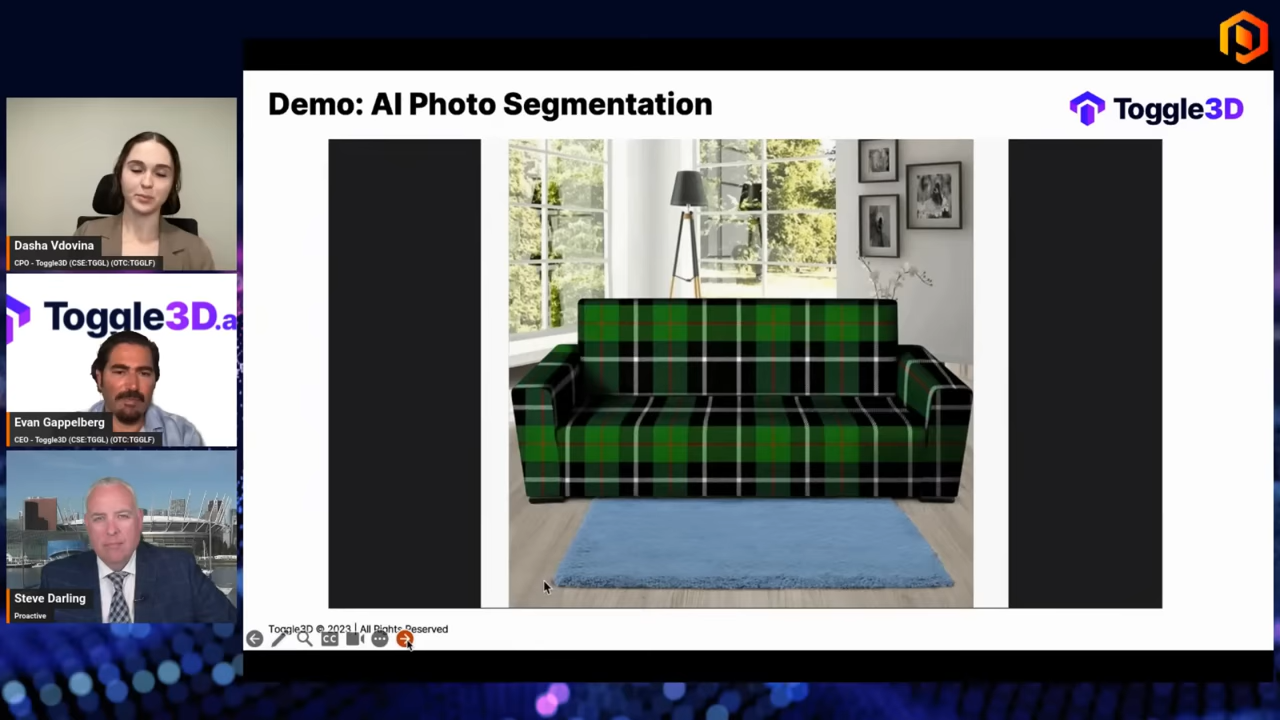 Demo: AI Photo Segmentation
Toggle3D
Dasha Vdovina
CPO - Toggle3D (CSE:TGGL) (OTC:TGGLF)
Toggle3D.a
Evan Gappelberg
CEO - Toggle3D (CSE:TGGL) (OTC:TGGLF)
Steve Darling
Proactive
Toggle3D © 2023 | All Rights Reserved
CC